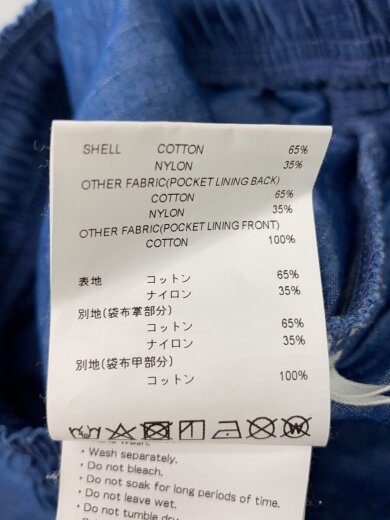 SHELL COTTON 65%
NYLON 35%
OTHER FABRIC(POCKET LINING BACK)
COTTON 65%
NYLON 35%
OTHER FABRIC(POCKET LINING FRONT)
COTTON 100%
表地 コットン 65%
ナイロン 35%
別地(袋布掌部分)
コットン 65%
ナイロン 35%
別地(袋布甲部分)
コットン 100%
・Wash separately.
・Do not bleach.
・Do not soak for long periods of time.
・Do not leave wet.
・Do not tumble dry.